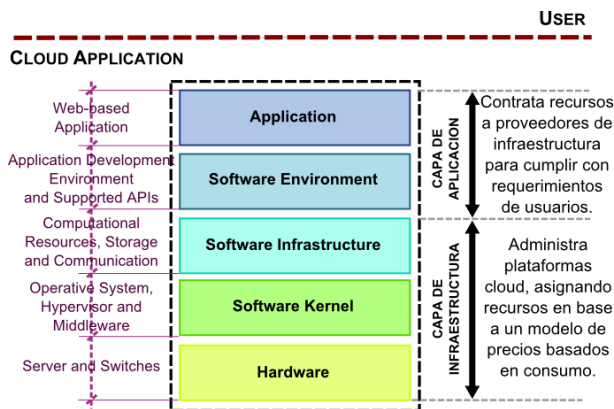 USER
CLOUD APPLICATION
Web-based
Application
Application Development
Environment
and Supported APIs
Computational
Resources, Storage
and Communication
Operative System,
Hypervisor and
Middleware
Server and Switches
Application
Software Environment
Software Infrastructure
Software Kernel
Hardware
CAPA DE
APLICACION
CAPA DE
INFRAESTRUCTURA
Contrata recursos
a proveedores de
infraestructura
para cumplir con
requerimientos
de usuarios.
Administra
plataformas
cloud, asignando
recursos en base
a un modelo de
precios basados
en consumo.